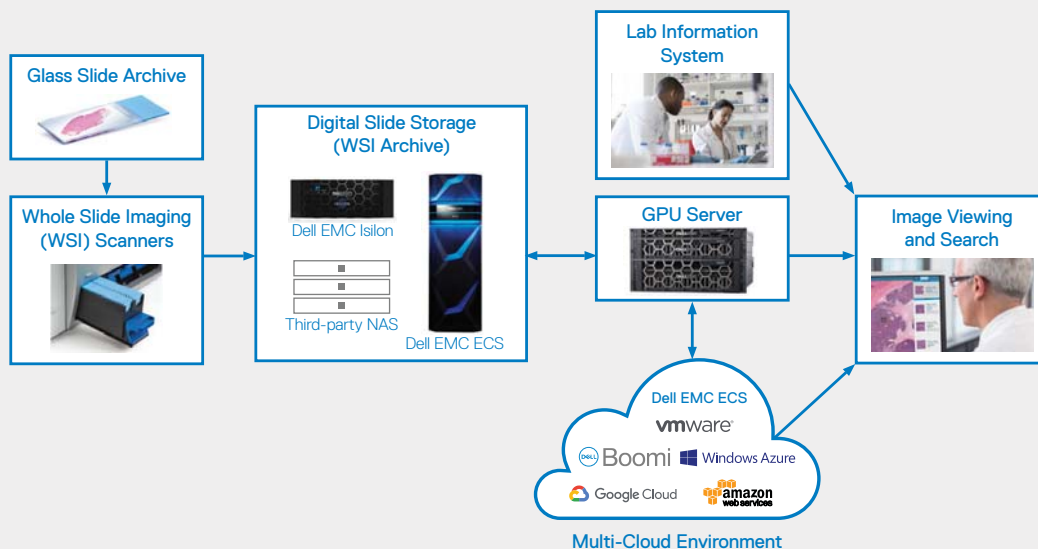 Glass Slide Archive
Whole Slide Imaging
(WSI) Scanners
Digital Slide Storage
(WSI Archive)
Dell EMC Isilon
Third-party NAS
Dell EMC ECS
Lab Information
System
GPU Server
Image Viewing
and Search
Dell EMC ECS
vmware®
DELL Boomi
Windows Azure
Google Cloud
amazon
web services
Multi-Cloud Environment